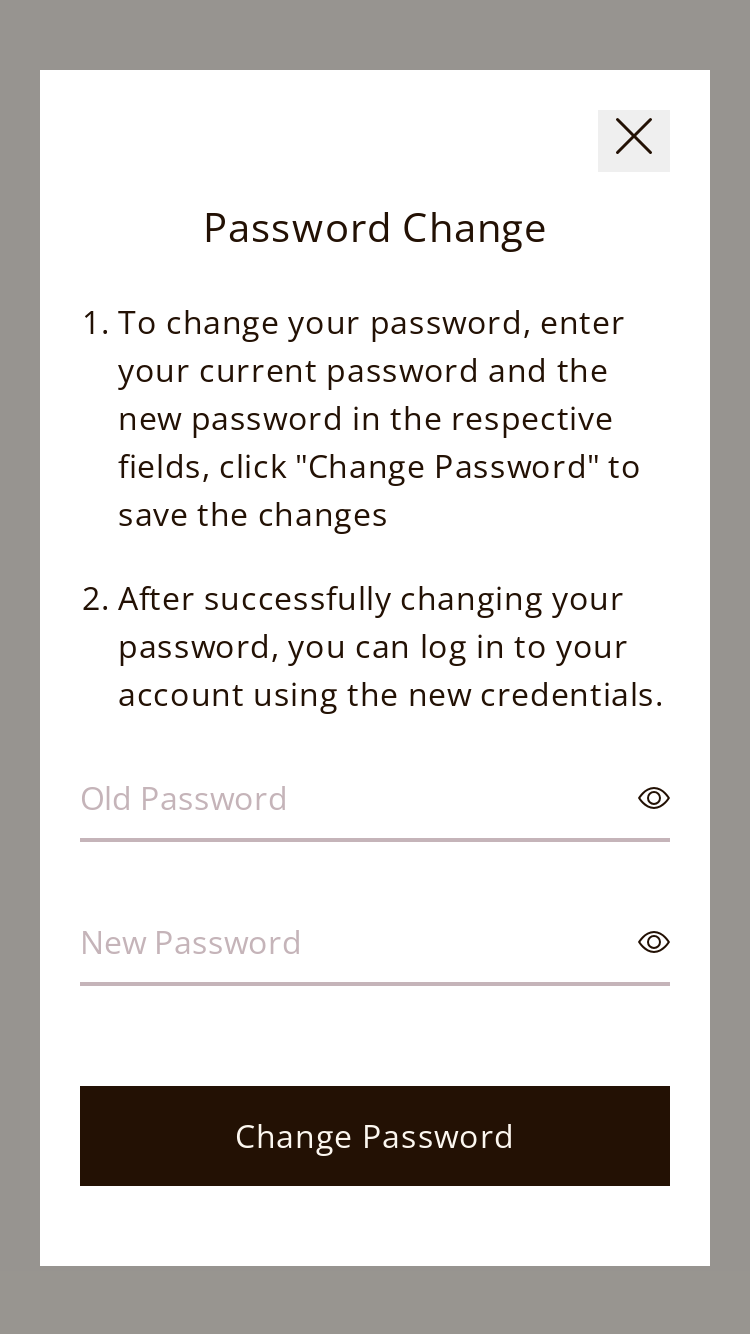 Password Change
1. To change your password, enter
your current password and the
new password in the respective
fields, click "Change Password" to
save the changes
2. After successfully changing your
password, you can log in to your
account using the new credentials.
Old Password
New Password
Change Password